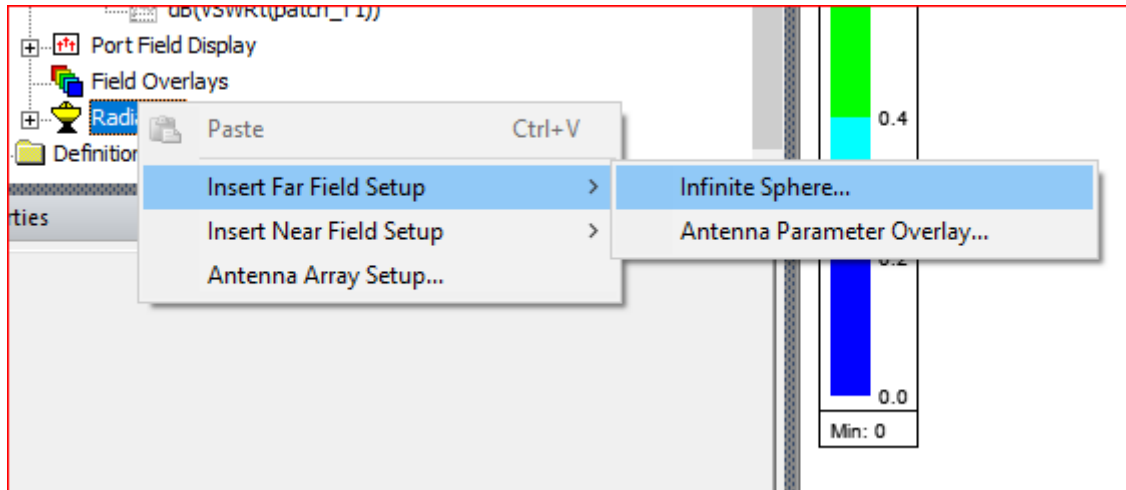 dB(VSWRt(patch_T1))
Port Field Display
Field Overlays
Radia
Definition
rties
Paste Ctrl+V
Insert Far Field Setup >
Insert Near Field Setup >
Antenna Array Setup...
Infinite Sphere...
Antenna Parameter Overlay...
0.4
0.2
0.0
Min: 0